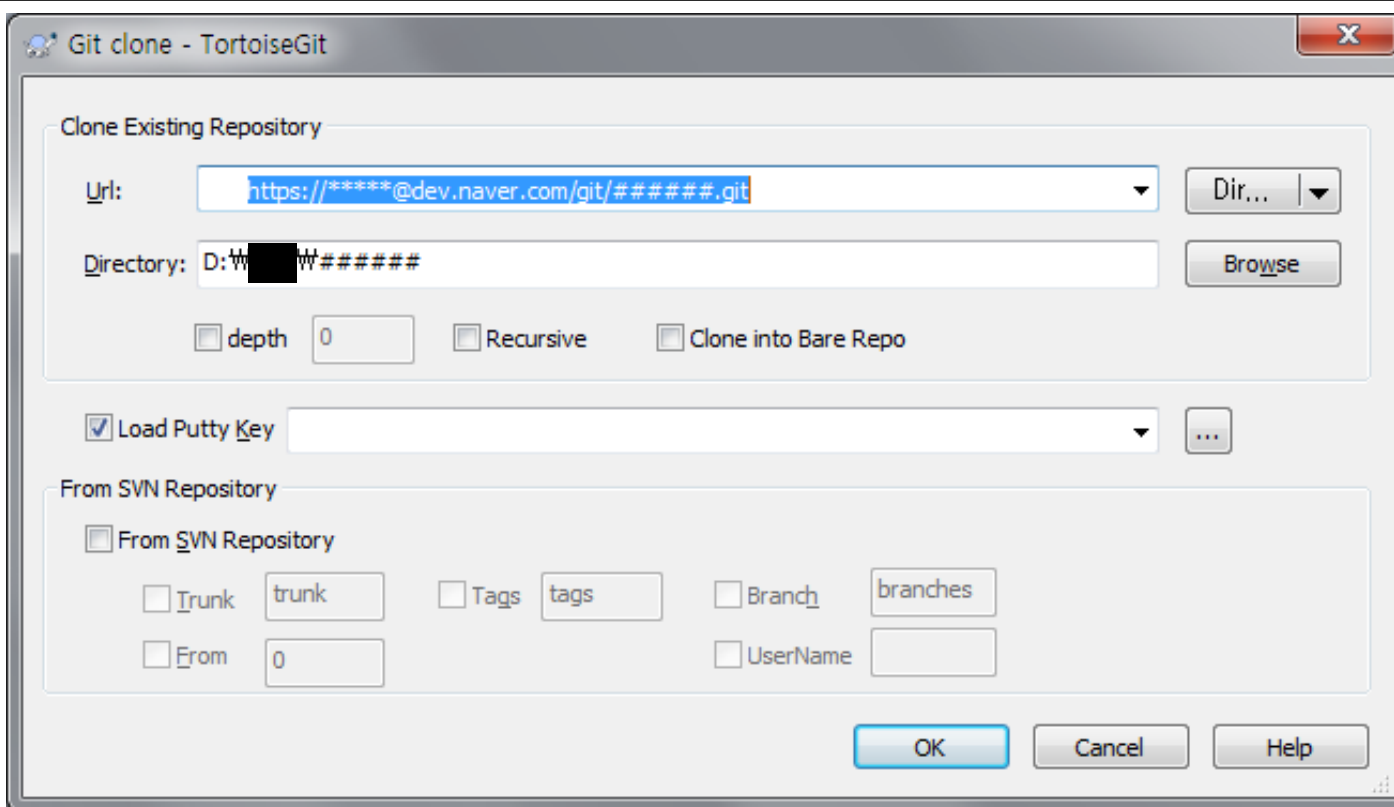 Git clone - TortoiseGit
Clone Existing Repository
Url: https://*****@dev.naver.com/git/######.git Dir...
Directory: D:₩ ₩###### Browse
depth 0 Recursive Clone into Bare Repo
Load Putty Key ...
From SVN Repository
From SVN Repository
Trunk trunk Tags tags Branch branches
From 0 UserName
OK Cancel Help